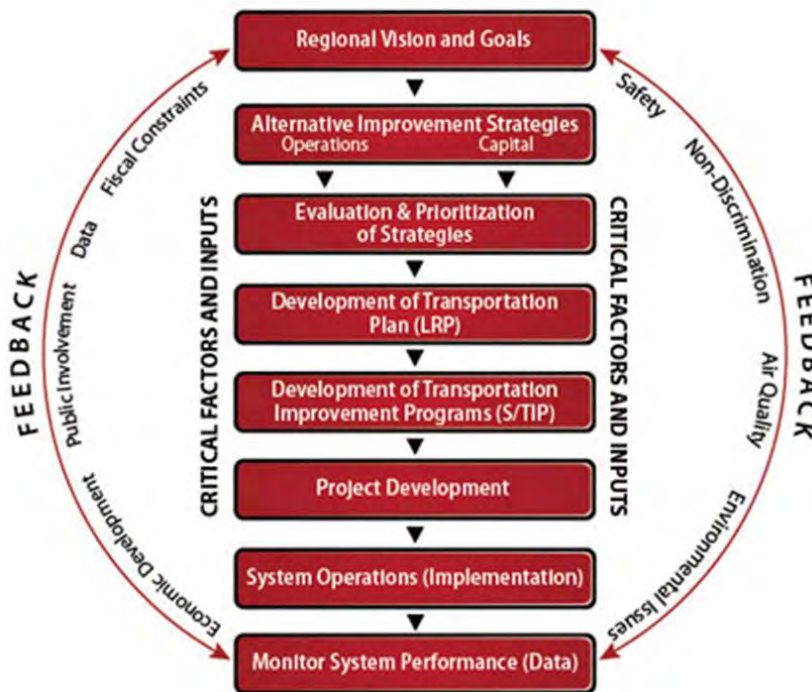 Regional Vision and Goals
Alternative Improvement Strategies
Operations Capital
Evaluation & Prioritization
of Strategies
Development of Transportation
Plan (LRP)
Development of Transportation
Improvement Programs (S/TIP)
Project Development
System Operations (Implementation)
Monitor System Performance (Data)
CRITICAL FACTORS AND INPUTS
CRITICAL FACTORS AND INPUTS
FEEDBACK
Fiscal Constraints
Data
Public Involvement
Economic Development
Safety
Non-Discrimination
Air Quality
Environmental Issues
FEEDBACK